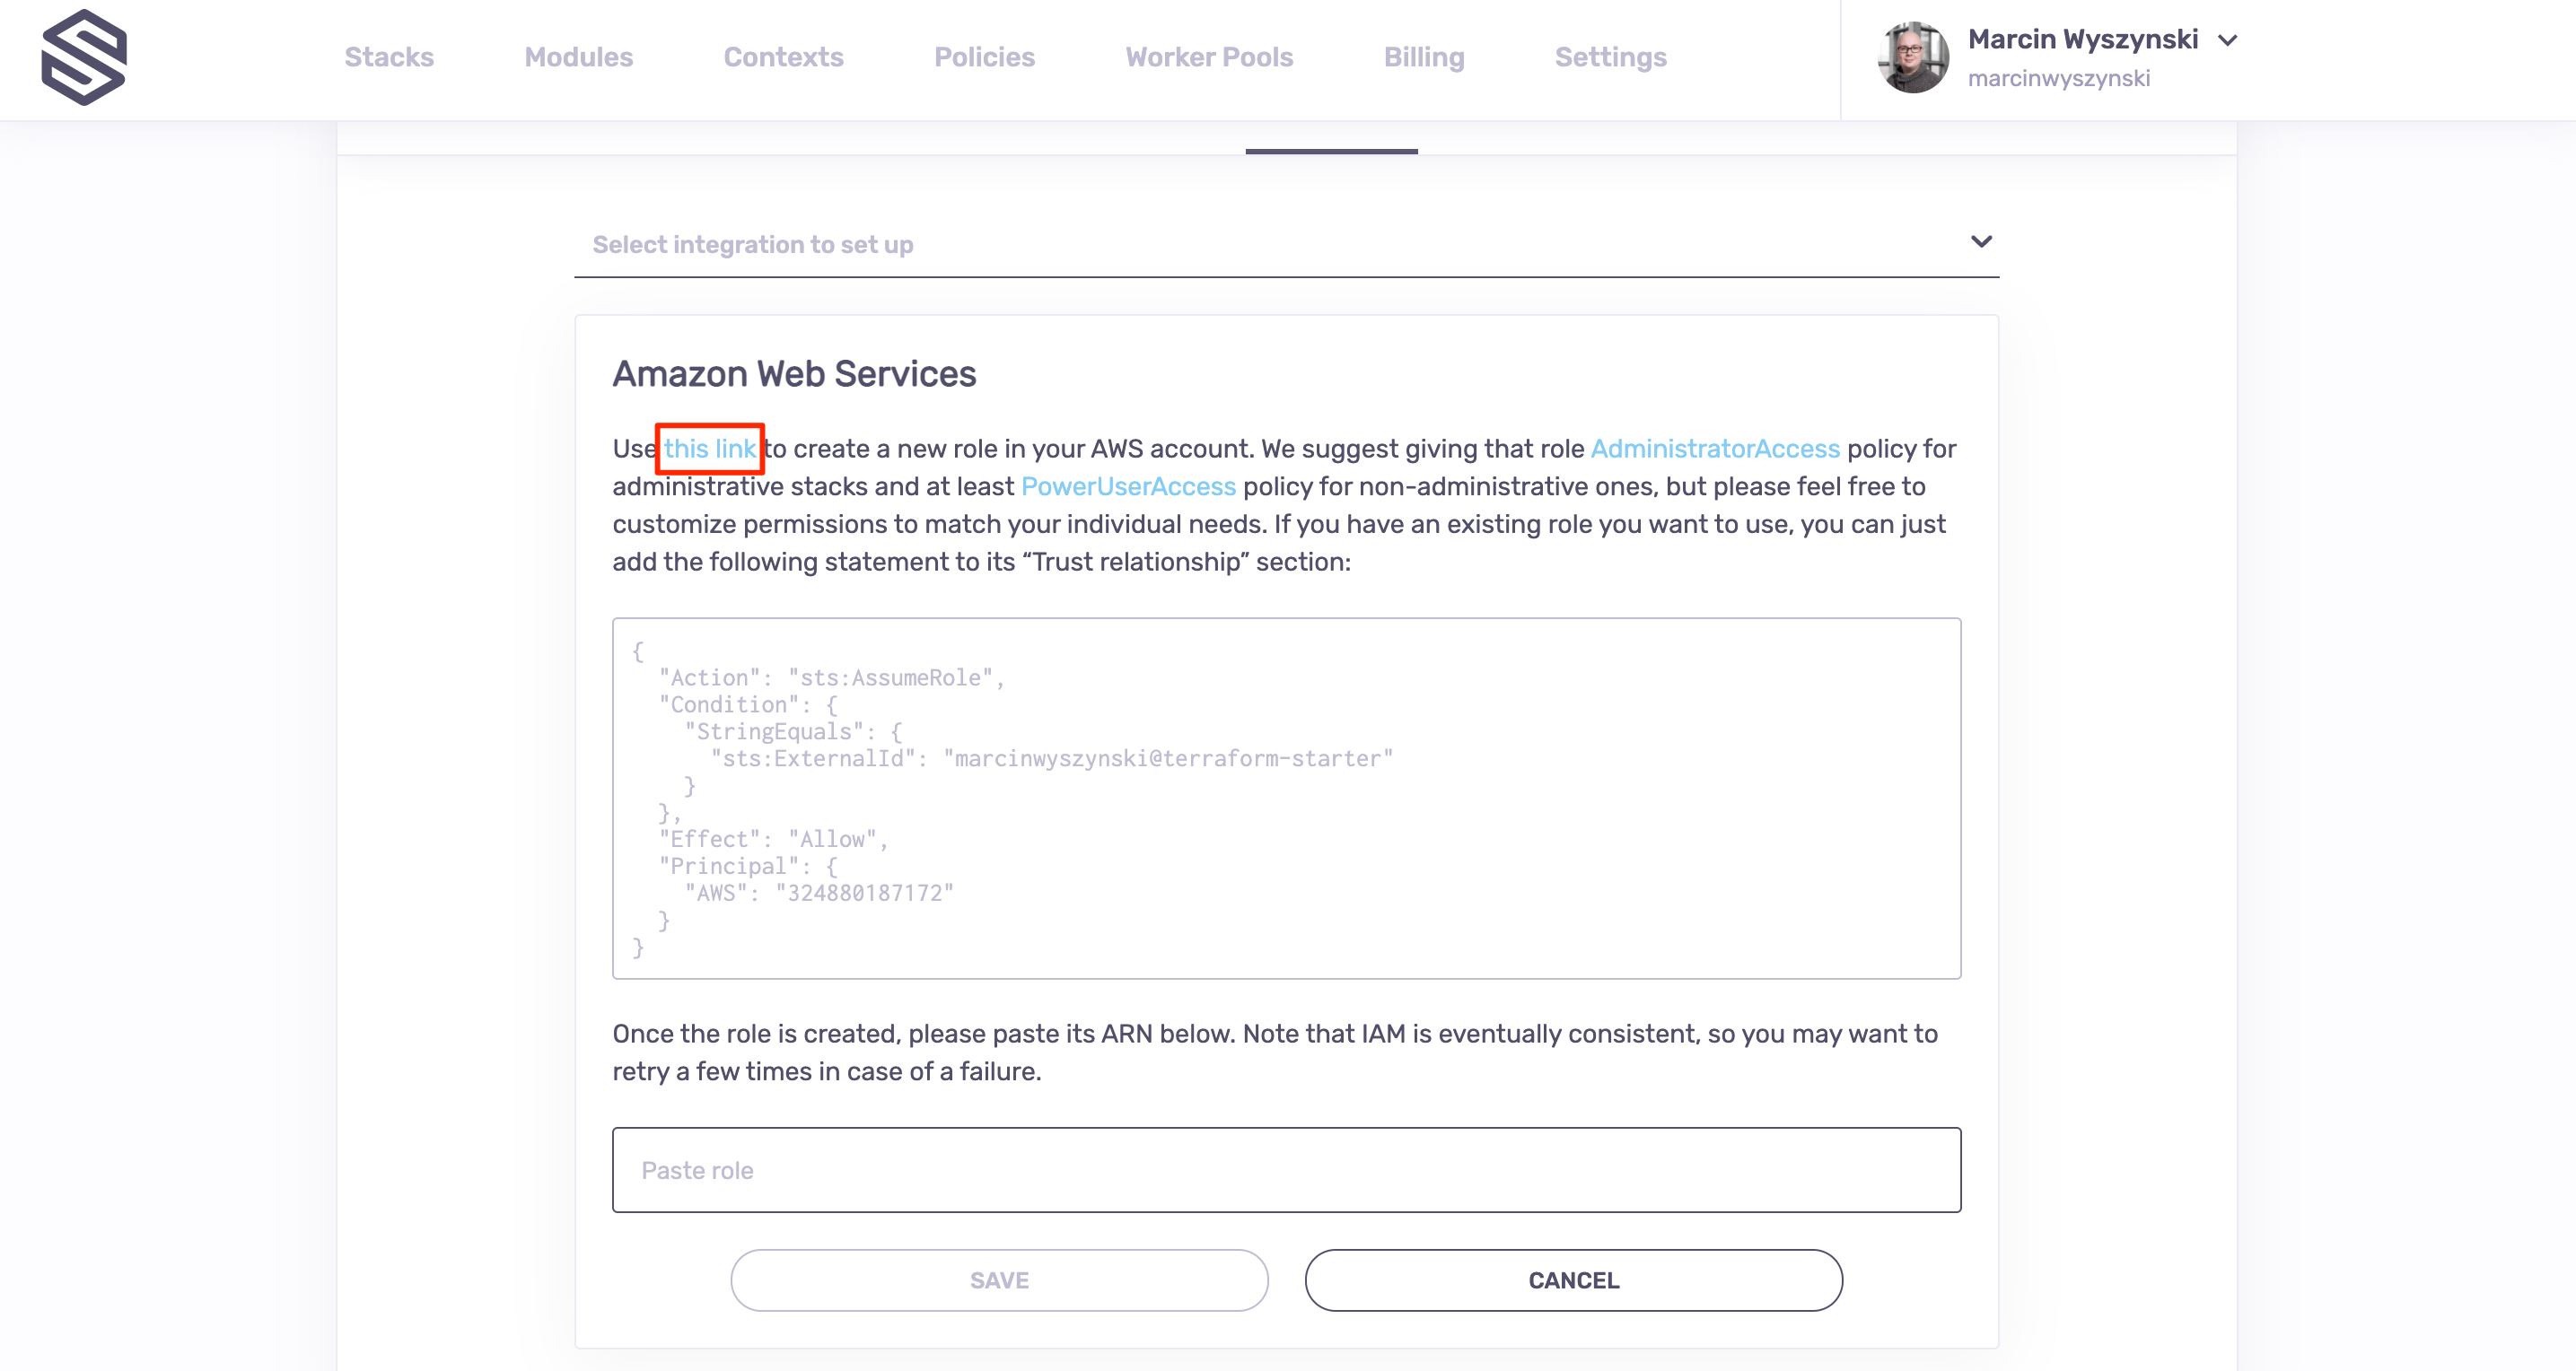 Stacks Modules Contexts Policies Worker Pools Billing Settings
Marcin Wyszynski
marcinwyszynski
Select integration to set up
Amazon Web Services
Use this link to create a new role in your AWS account. We suggest giving that role AdministratorAccess policy for
administrative stacks and at least PowerUserAccess policy for non-administrative ones, but please feel free to
customize permissions to match your individual needs. If you have an existing role you want to use, you can just
add the following statement to its “Trust relationship” section:
{
  "Action": "sts:AssumeRole",
  "Condition": {
    "StringEquals": {
      "sts:ExternalId": "marcinwyszynski@terraform-starter"
    }
  },
  "Effect": "Allow",
  "Principal": {
    "AWS": "324880187172"
  }
}
Once the role is created, please paste its ARN below. Note that IAM is eventually consistent, so you may want to
retry a few times in case of a failure.
Paste role
SAVE CANCEL